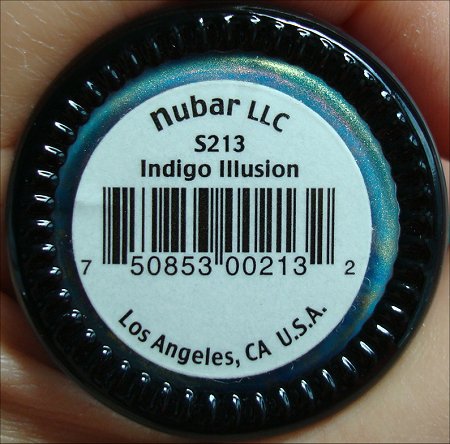 nubar LLC
S213
Indigo Illusion
7 50853 00213 2
Los Angeles, CA U.S.A.